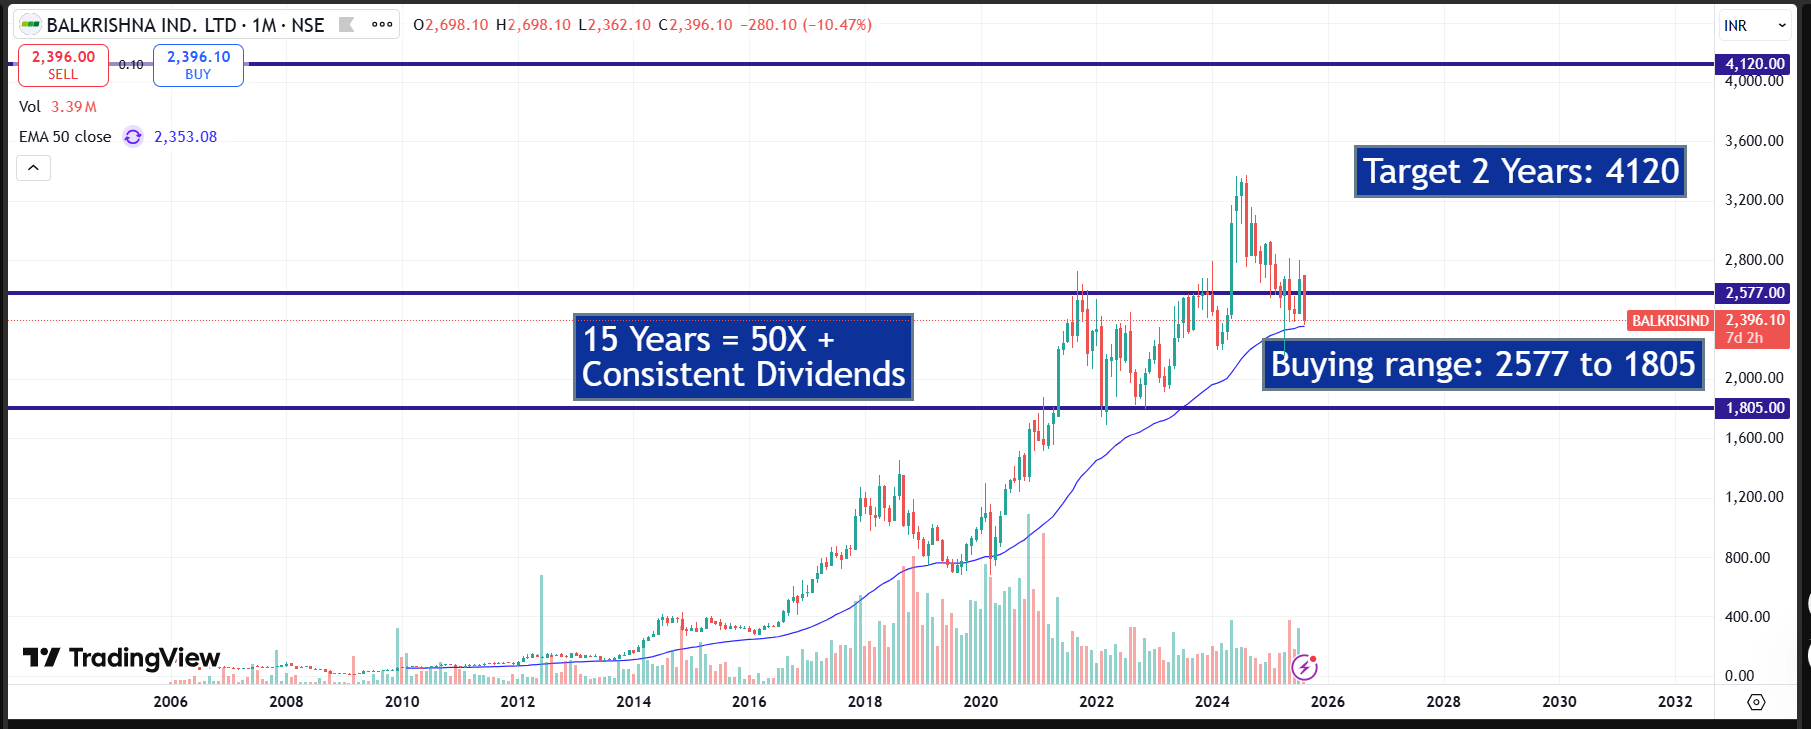 BALKRISHNA IND. LTD · 1M · NSE
O2,698.10 H2,698.10 L2,362.10 C2,396.10 −280.10 (−10.47%)
INR
2,396.00
SELL
0.10
2,396.10
BUY
Vol 3.39 M
EMA 50 close 2,353.08
4,120.00
4,000.00
3,600.00
Target 2 Years: 4120
3,200.00
2,800.00
2,577.00
BALKRISIND 2,396.10
7d 2h
15 Years = 50X +
Consistent Dividends
Buying range: 2577 to 1805
2,000.00
1,805.00
1,600.00
1,200.00
800.00
400.00
0.00
TradingView
2006 2008 2010 2012 2014 2016 2018 2020 2022 2024 2026 2028 2030 2032